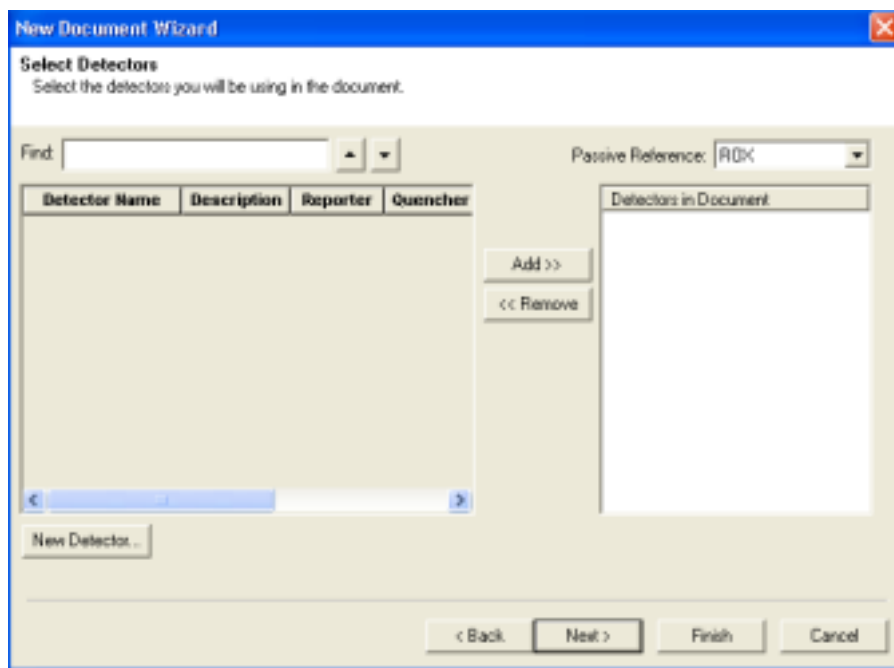 New Document Wizard
Select Detectors
Select the detectors you will be using in the document.
Find:
Passive Reference: ROX
Detector Name Description Reporter Quencher
Detectors in Document
Add >>
<< Remove
New Detector...
< Back Next > Finish Cancel